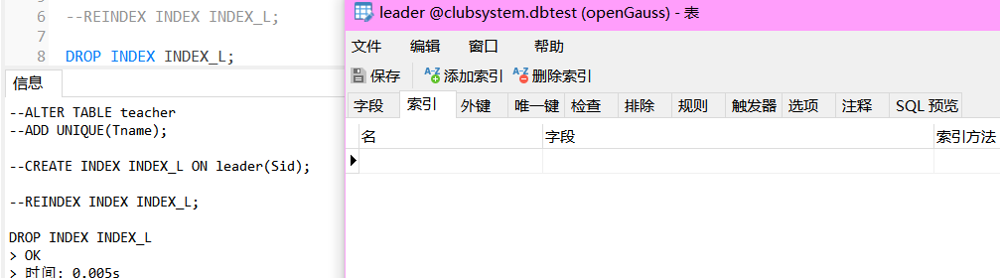 6 --REINDEX INDEX INDEX_L;
7
8 DROP INDEX INDEX_L;
信息
--ALTER TABLE teacher
--ADD UNIQUE(Tname);
--CREATE INDEX INDEX_L ON leader(Sid);
--REINDEX INDEX INDEX_L;
DROP INDEX INDEX_L
> OK
> 时间: 0.005s
leader @clubsystem.dbtest (openGauss) - 表
文件 编辑 窗口 帮助
保存 添加索引 删除索引
字段 索引 外键 唯一键 检查 排除 规则 触发器 选项 注释 SQL 预览
名 字段 索引方法